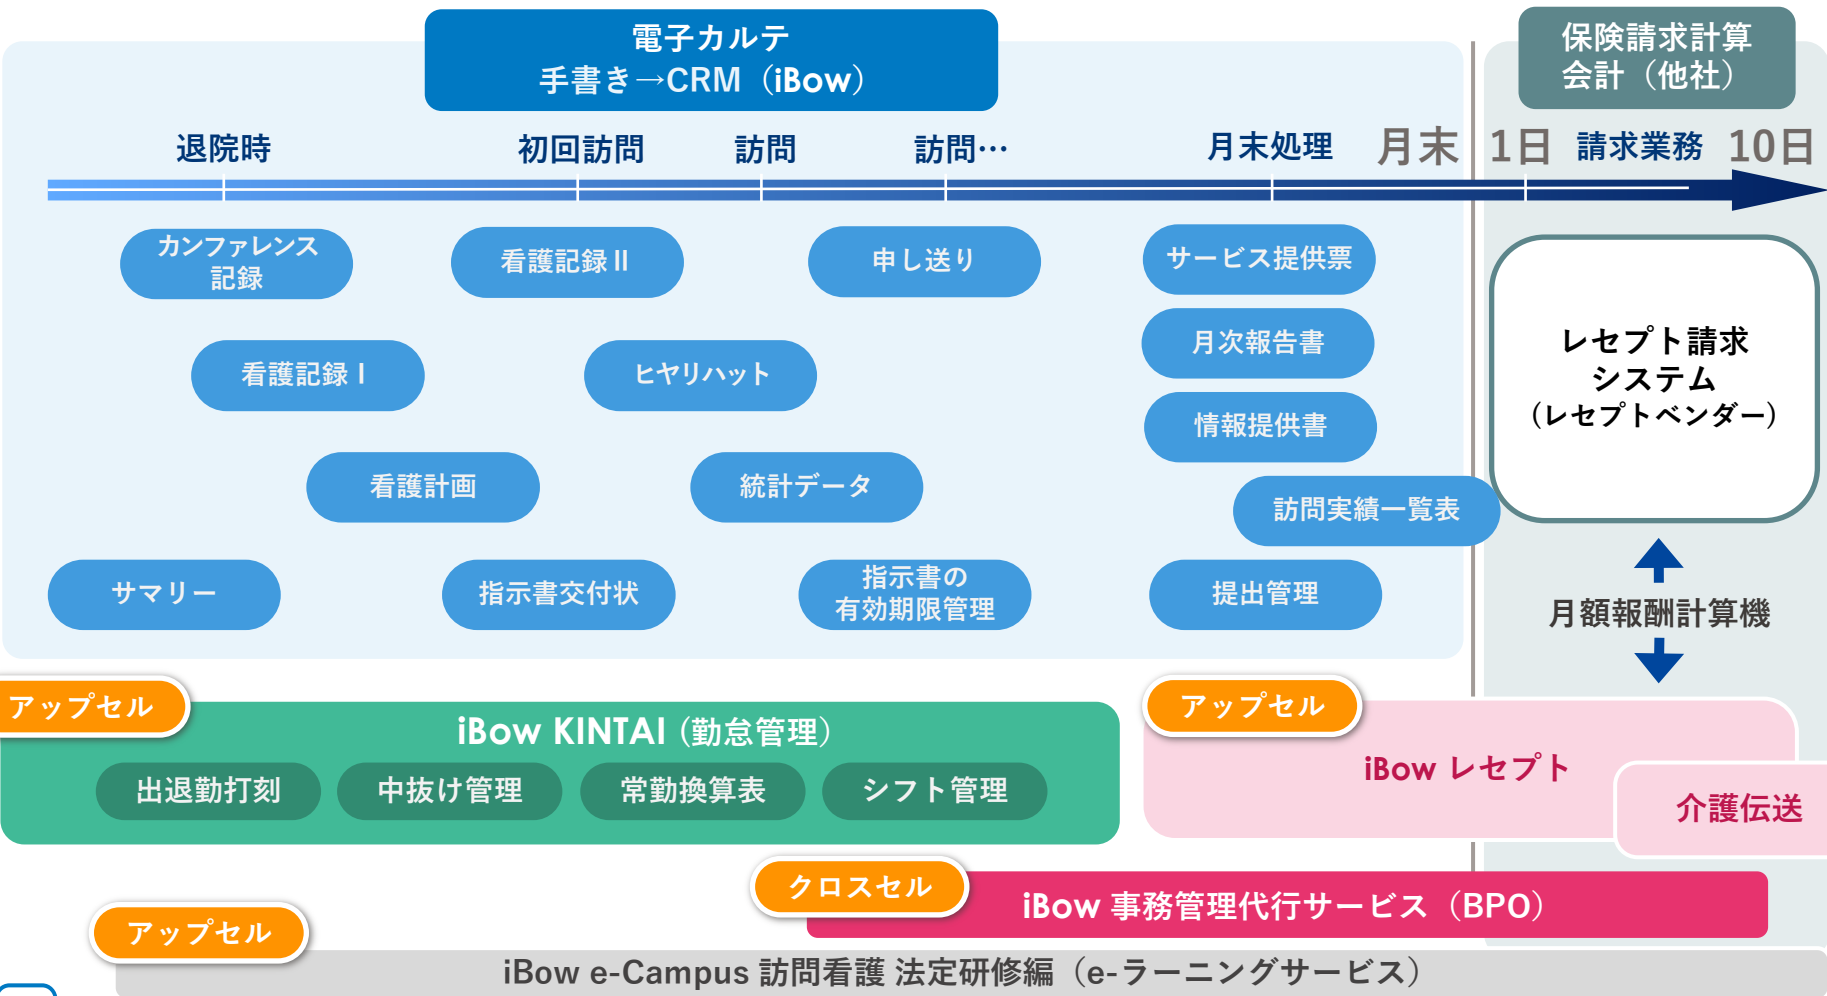 電子カルテ
手書き→CRM（iBow）
保険請求計算
会計（他社）
退院時
初回訪問
訪問
訪問…
月末処理
月末
1日
請求業務
10日
カンファレンス
記録
看護記録Ⅱ
申し送り
サービス提供票
看護記録Ⅰ
ヒヤリハット
月次報告書
情報提供書
看護計画
統計データ
訪問実績一覧表
サマリー
指示書交付状
指示書の
有効期限管理
提出管理
レセプト請求
システム
（レセプトベンダー）
月額報酬計算機
アップセル
iBow KINTAI（勤怠管理）
出退勤打刻
中抜け管理
常勤換算表
シフト管理
アップセル
iBow レセプト
介護伝送
クロスセル
iBow 事務管理代行サービス（BPO）
アップセル
iBow e-Campus 訪問看護 法定研修編（e-ラーニングサービス）